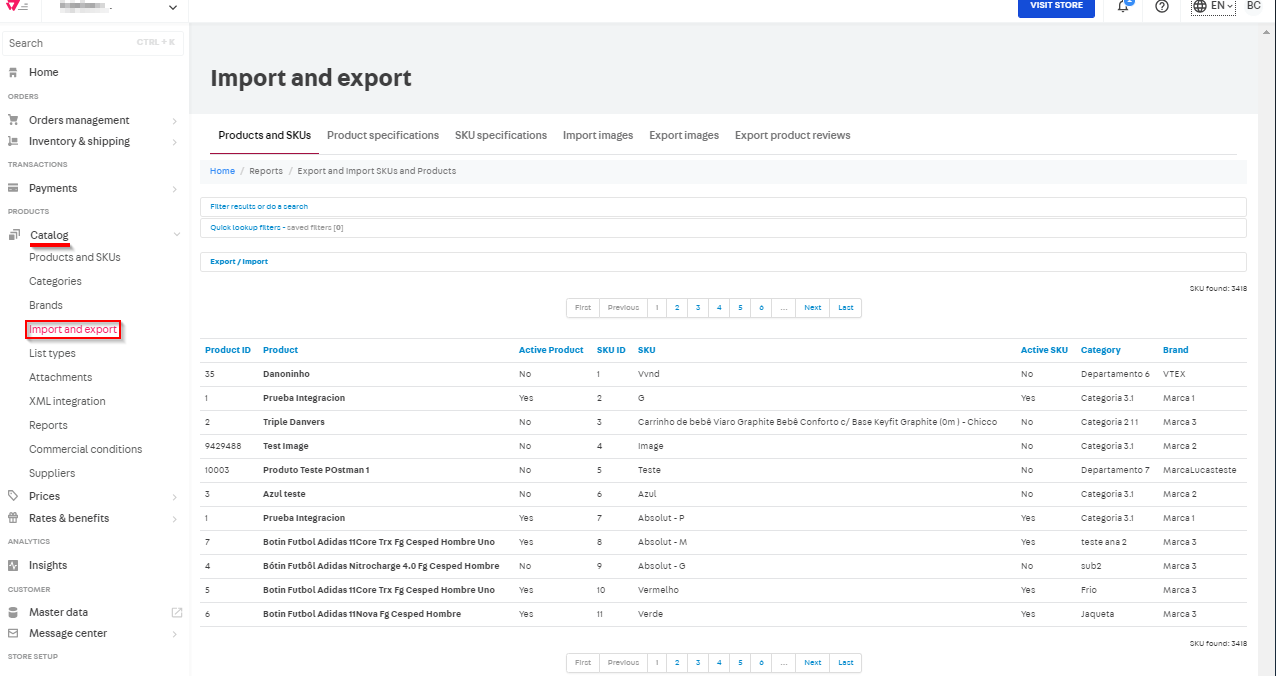 VISIT STORE
2
EN
BC
Search CTRL + K
Home
ORDERS
Orders management
Inventory & shipping
TRANSACTIONS
Payments
PRODUCTS
Catalog
Products and SKUs
Categories
Brands
Import and export
List types
Attachments
XML integration
Reports
Commercial conditions
Suppliers
Prices
Rates & benefits
ANALYTICS
Insights
CUSTOMER
Master data
Message center
STORE SETUP
Import and export
Products and SKUs Product specifications SKU specifications Import images Export images Export product reviews
Home / Reports / Export and Import SKUs and Products
Filter results or do a search
Quick lookup filters - saved filters [0]
Export / Import
SKU found: 3418
First Previous 1 2 3 4 5 6 ... Next Last
Product ID Product Active Product SKU ID SKU Active SKU Category Brand
35 Danoninho No 1 Vvnd No Departamento 6 VTEX
1 Prueba Integracion Yes 2 G Yes Categoria 3.1 Marca 1
2 Triple Danvers No 3 Carrinho de bebê Viaro Graphite Bebê Conforto c/ Base Keyfit Graphite (0m ) - Chicco No Categoria 2 1 1 Marca 3
9429488 Test Image No 4 Image No Categoria 3.1 Marca 2
10003 Produto Teste POstman 1 No 5 Teste No Departamento 7 MarcaLucasteste
3 Azul teste No 6 Azul No Categoria 3.1 Marca 2
1 Prueba Integracion Yes 7 Absolut - P Yes Categoria 3.1 Marca 1
7 Botin Futbol Adidas 11Core Trx Fg Cesped Hombre Uno Yes 8 Absolut - M Yes teste ana 2 Marca 3
4 Bótin Futbôl Adidas Nitrocharge 4.0 Fg Cesped Hombre No 9 Absolut - G No sub2 Marca 3
5 Botin Futbol Adidas 11Core Trx Fg Cesped Hombre Uno Yes 10 Vermelho Yes Frio Marca 3
6 Botin Futbol Adidas 11Nova Fg Cesped Hombre Yes 11 Verde Yes Jaqueta Marca 3
SKU found: 3418
First Previous 1 2 3 4 5 6 ... Next Last